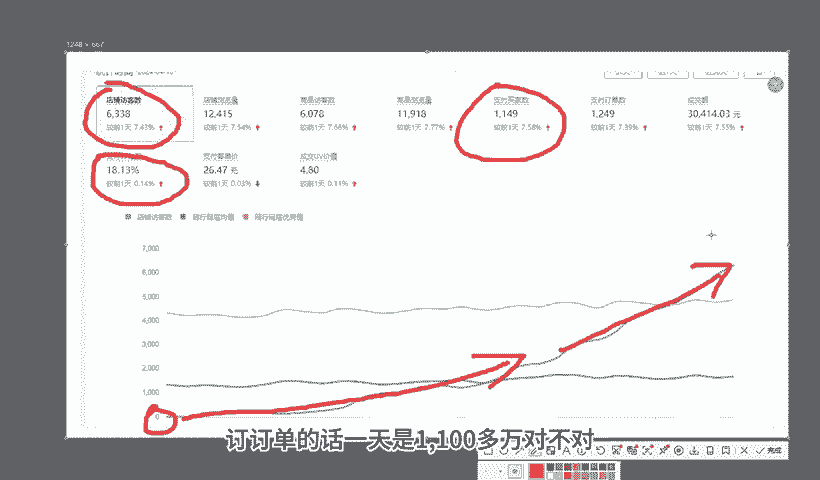 1248 × 667
店铺访客数 店铺浏览量 商品访客数 商品浏览量 支付买家数 支付订单数 成交额
6,338 12,415 6,078 11,918 1,149 1,249 30,414.03 元
较前1天 7.43% 较前1天 7.54% 较前1天 7.66% 较前1天 7.77% 较前1天 7.58% 较前1天 7.39% 较前1天 7.55%
支付客单价 成交UV价值
18.13% 26.47 元 4.80
较前1天 0.14% 较前1天 0.03% 较前1天 0.11%
店铺访客数 同行同层均值 同行同层优秀值
7,000
6,000
5,000
4,000
3,000
2,000
1,000
0
订订单的话一天是1,100多万对不对
完成